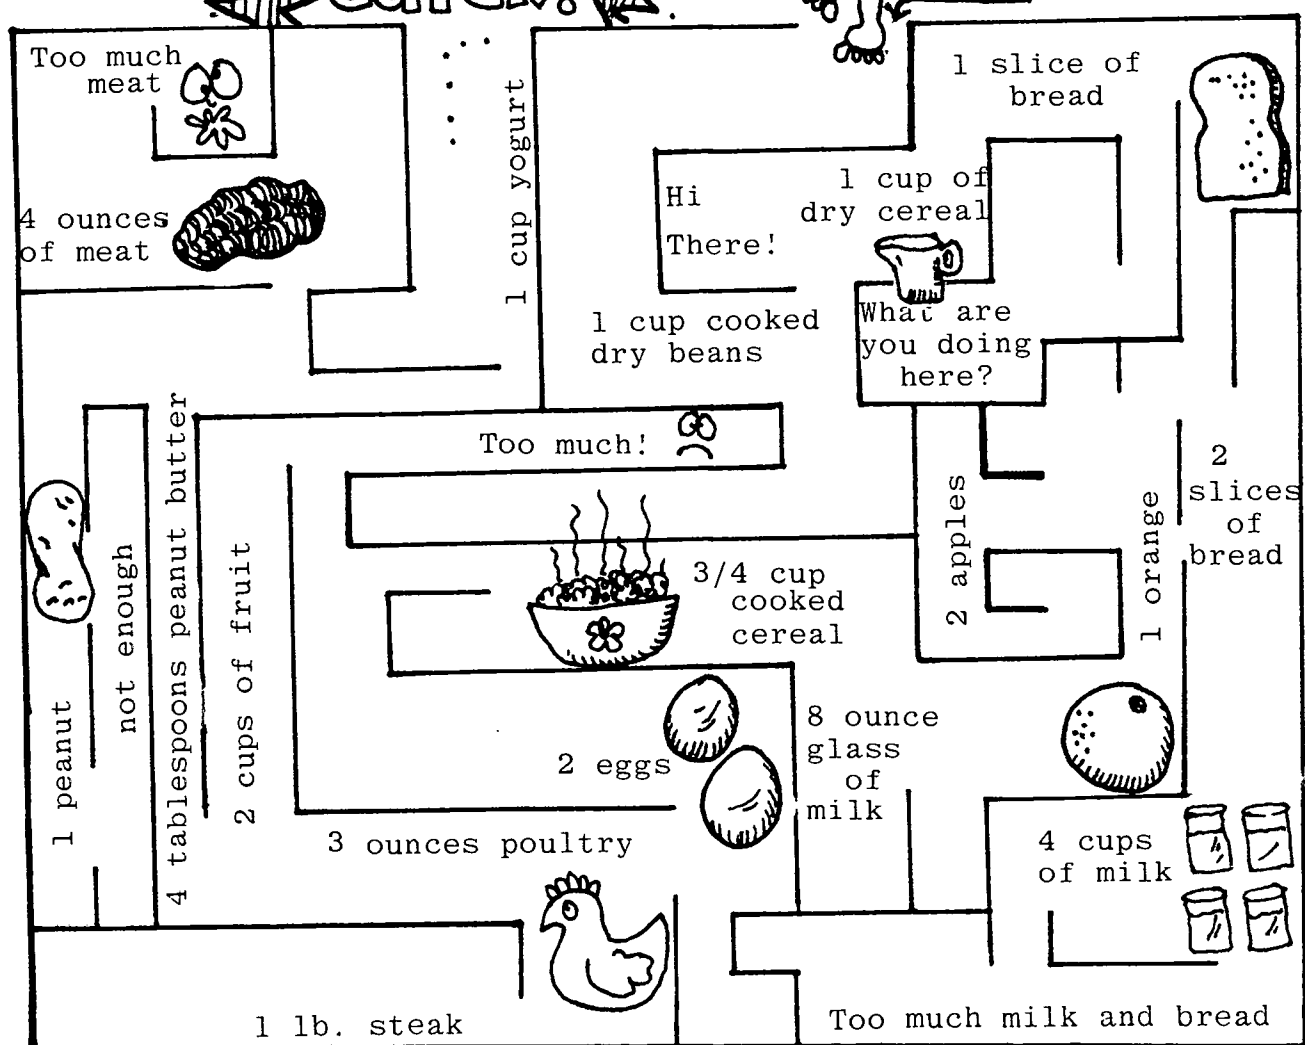 Too much
meat
4 ounces
of meat
1 cup yogurt
1 slice of
bread
Hi
There!
1 cup of
dry cereal
1 cup cooked
dry beans
What are
you doing
here?
Too much!
2
slices
of
bread
1 peanut
not enough
4 tablespoons peanut butter
2 cups of fruit
3/4 cup
cooked
cereal
2 apples
1 orange
2 eggs
8 ounce
glass
of
milk
3 ounces poultry
4 cups
of milk
1 lb. steak
Too much milk and bread